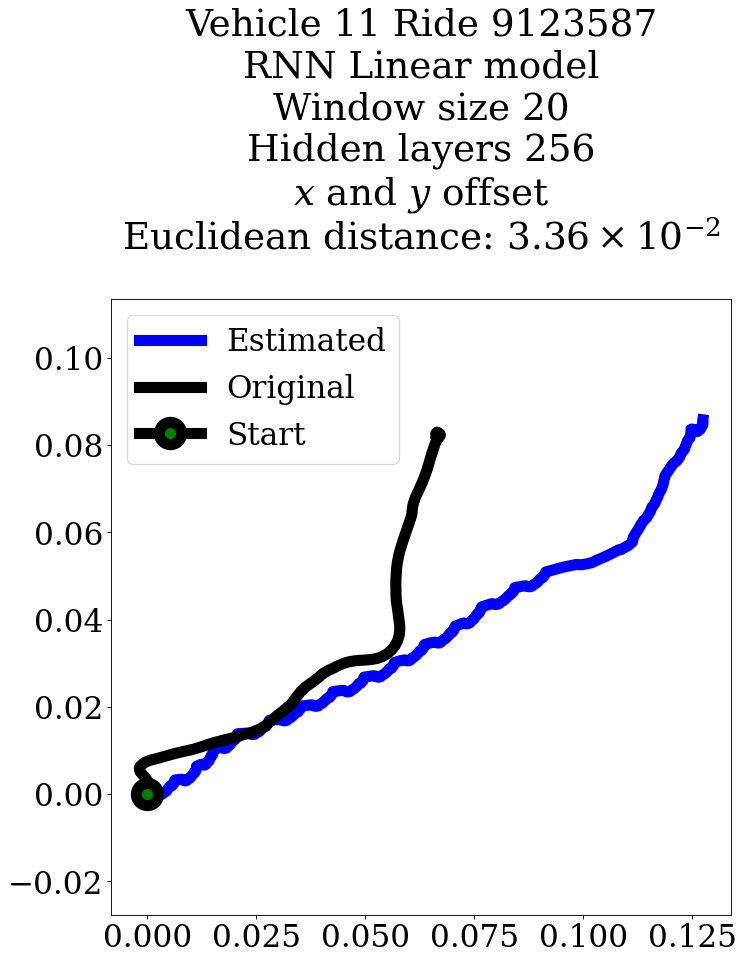 Vehicle 11 Ride 9123587
RNN Linear model
Window size 20
Hidden layers 256
x and y offset
Euclidean distance: 3.36 × 10⁻²
Estimated
Original
Start
0.10
0.08
0.06
0.04
0.02
0.00
−0.02
0.000 0.025 0.050 0.075 0.100 0.125